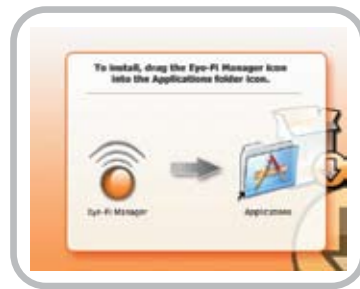 To install, drag the Eye-Fi Manager icon
into the Applications folder icon.
Eye-Fi Manager
Applications